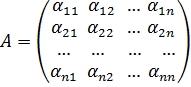 A = ( α₁₁ α₁₂ … α₁ₙ
α₂₁ α₂₂ … α₂ₙ
… … … …
αₙ₁ αₙ₂ … αₙₙ )